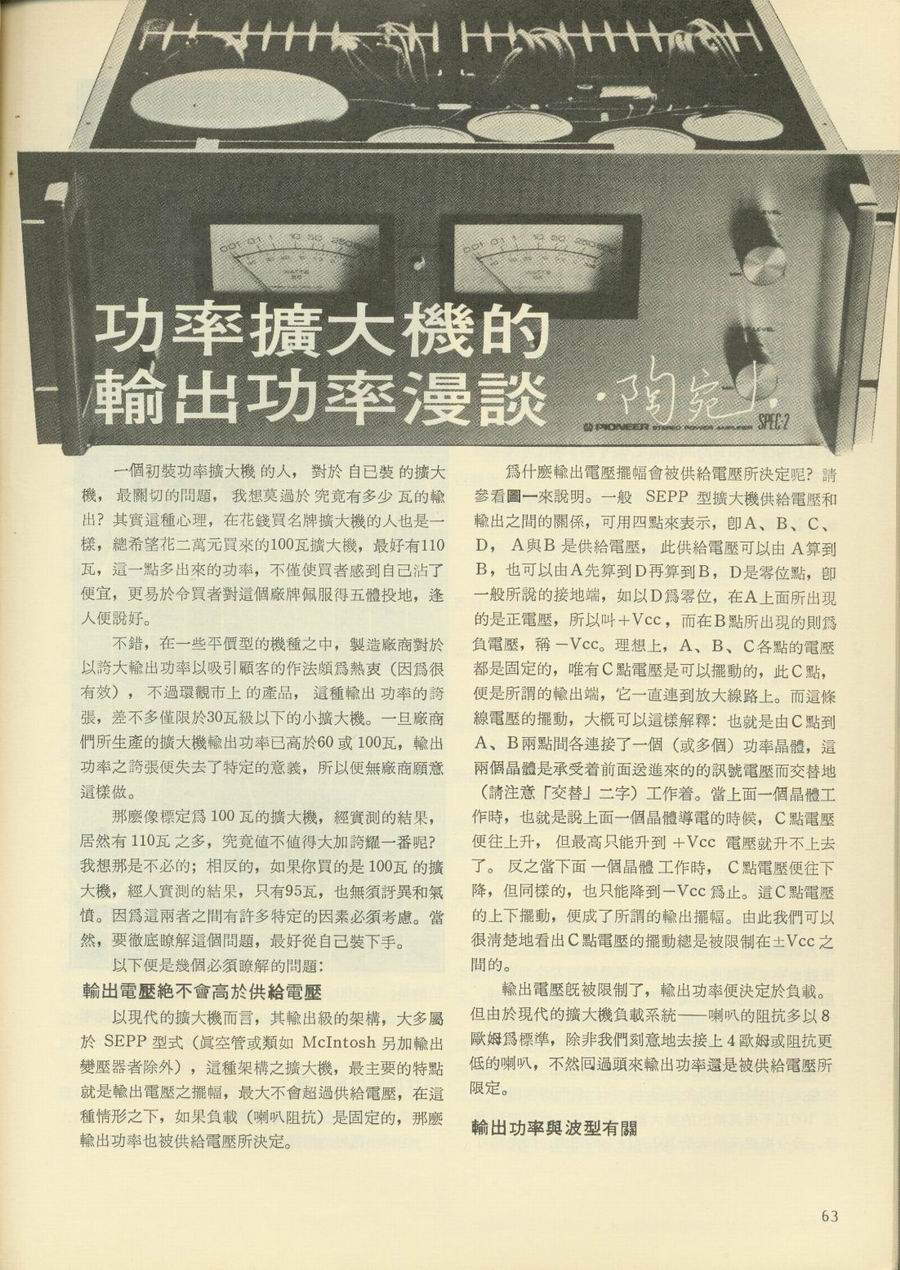 0.01 0.1 1 10 50 250
WATTS
0.01 0.1 1 10 50 250
WATTS
功率擴大機的
輸出功率漫談
·陶宛·
PIONEER STEREO POWER AMPLIFIER SPEC-2
一個初裝功率擴大機的人，對於自已裝的擴大
機，最關切的問題，我想莫過於究竟有多少瓦的輸
出？其實這種心理，在花錢買名牌擴大機的人也是一
樣，總希望花二萬元買來的100瓦擴大機，最好有110
瓦，這一點多出來的功率，不僅使買者感到自己沾了
便宜，更易於令買者對這個廠牌佩服得五體投地，逢
人便說好。
不錯，在一些平價型的機種之中，製造廠商對於
以誇大輸出功率以吸引顧客的作法頗爲熱衷（因爲很
有效），不過環觀市上的產品，這種輸出功率的誇
張，差不多僅限於30瓦級以下的小擴大機。一旦廠商
們所生產的擴大機輸出功率已高於60或100瓦，輸出
功率之誇張便失去了特定的意義，所以便無廠商願意
這樣做。
那麼像標定爲100瓦的擴大機，經實測的結果，
居然有110瓦之多，究竟値不値得大加誇耀一番呢？
我想那是不必的；相反的，如果你買的是100瓦的擴
大機，經人實測的結果，只有95瓦，也無須訝異和氣
憤。因爲這兩者之間有許多特定的因素必須考慮。當
然，要徹底瞭解這個問題，最好從自己裝下手。
以下便是幾個必須瞭解的問題：
輸出電壓絕不會高於供給電壓
以現代的擴大機而言，其輸出級的架構，大多屬
於SEPP型式（眞空管或類如McIntosh另加輸出
變壓器者除外），這種架構之擴大機，最主要的特點
就是輸出電壓之擺幅，最大不會超過供給電壓，在這
種情形之下，如果負載（喇叭阻抗）是固定的，那麼
輸出功率也被供給電壓所決定。
爲什麼輸出電壓擺幅會被供給電壓所決定呢？請
參看圖一來說明。一般SEPP型擴大機供給電壓和
輸出之間的關係，可用四點來表示，卽A、B、C、
D，A與B是供給電壓，此供給電壓可以由A算到
B，也可以由A先算到D再算到B，D是零位點，卽
一般所說的接地端，如以D爲零位，在A上面所出現
的是正電壓，所以叫＋Vcc，而在B點所出現的則爲
負電壓，稱－Vcc。理想上，A、B、C各點的電壓
都是固定的，唯有C點電壓是可以擺動的，此C點，
便是所謂的輸出端，它一直連到放大線路上。而這條
線電壓的擺動，大概可以這樣解釋：也就是由C點到
A、B兩點間各連接了一個（或多個）功率晶體，這
兩個晶體是承受着前面送進來的的訊號電壓而交替地
（請注意「交替」二字）工作着。當上面一個晶體工
作時，也就是說上面一個晶體導電的時候，C點電壓
便往上升，但最高只能升到＋Vcc電壓就升不上去
了。反之當下面一個晶體工作時，C點電壓便往下
降，但同樣的，也只能降到－Vcc爲止。這C點電壓
的上下擺動，便成了所謂的輸出擺幅。由此我們可以
很清楚地看出C點電壓的擺動總是被限制在±Vcc之
間的。
輸出電壓既被限制了，輸出功率便決定於負載。
但由於現代的擴大機負載系統——喇叭的阻抗多以8
歐姆爲標準，除非我們刻意地去接上4歐姆或阻抗更
低的喇叭，不然囘過頭來輸出功率還是被供給電壓所
限定。
輸出功率與波型有關
63